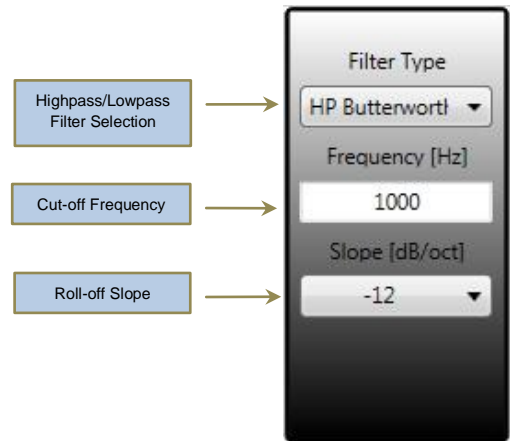 Filter Type
Highpass/Lowpass
Filter Selection
HP Butterwort
Frequency [Hz]
Cut-off Frequency
1000
Slope [dB/oct]
Roll-off Slope
-12